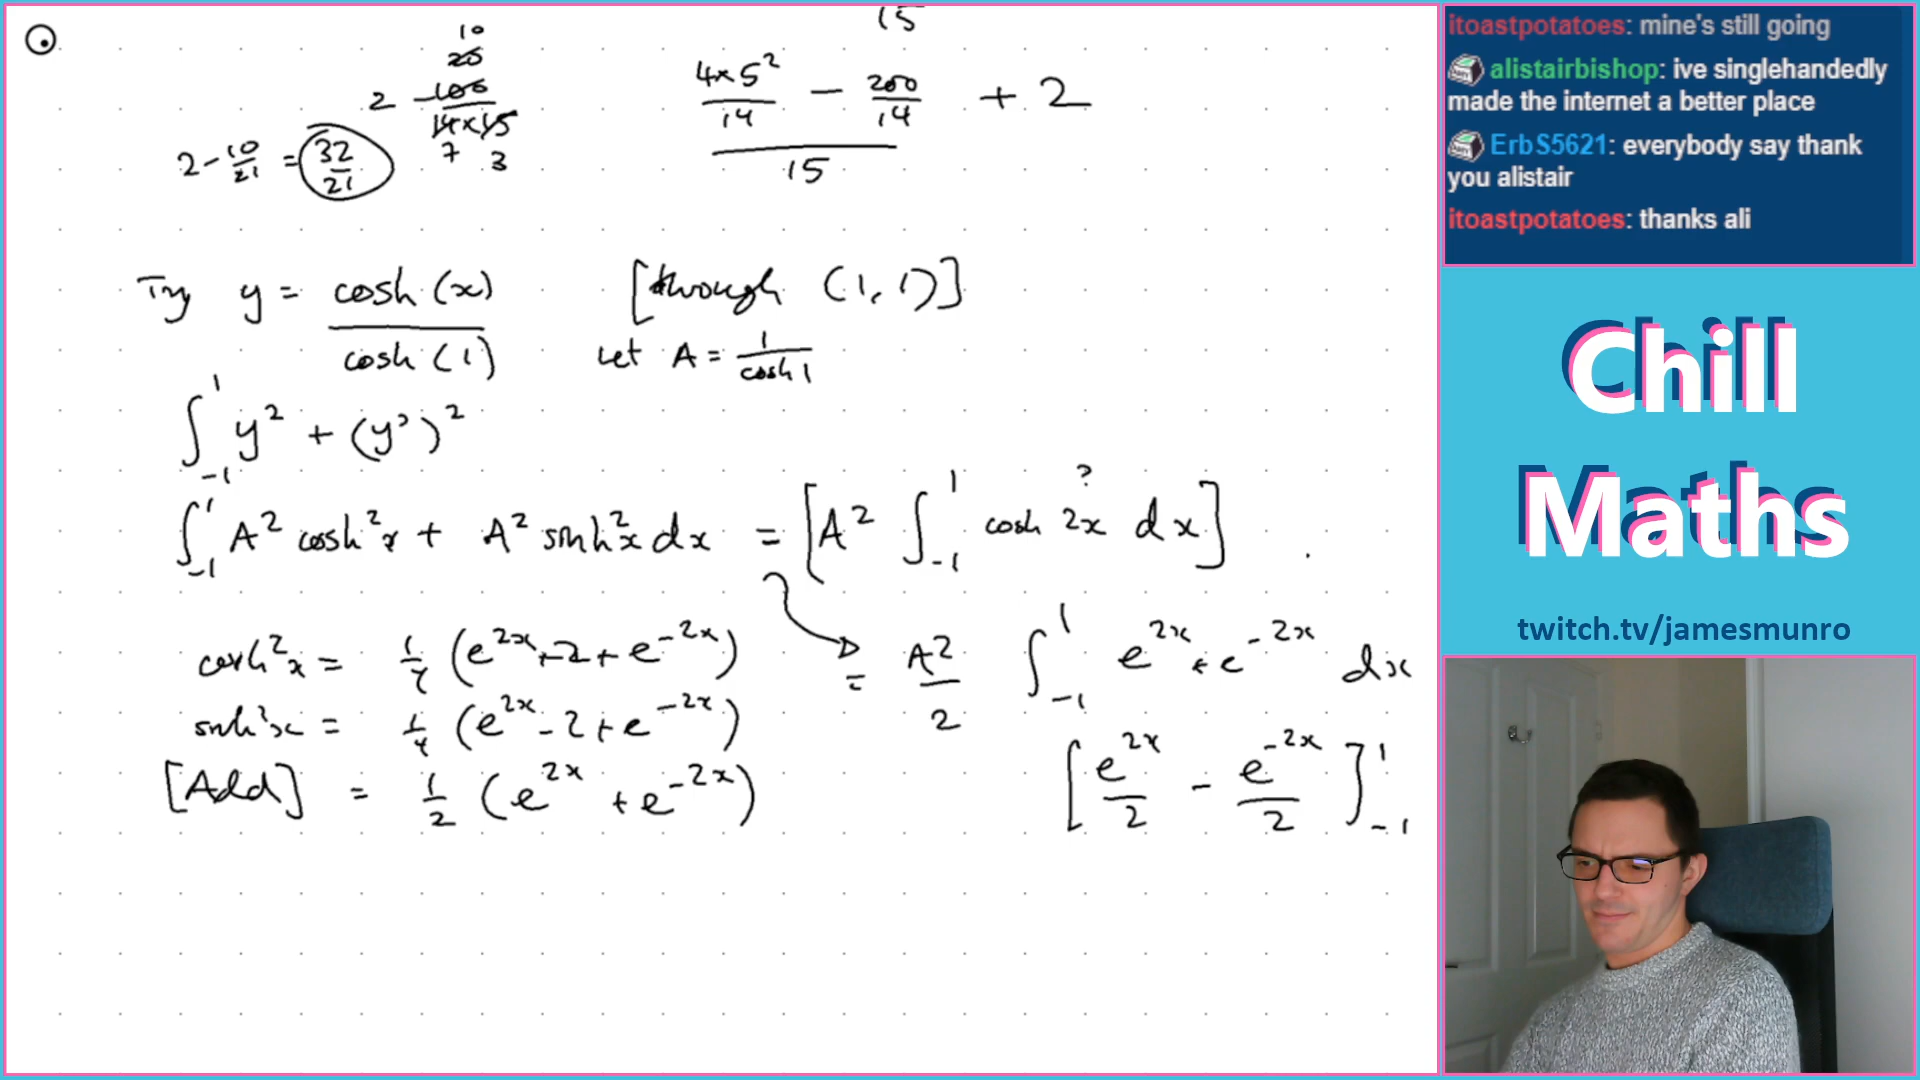 10
25
2 - 100 / 14×15
7 3
2 - 10/21 = 32/21
15
4×5² / 14 - 200/14 + 2
15
Try y = cosh(x) / cosh(1) [through (1,1)]
Let A = 1 / cosh 1
∫₋₁¹ y² + (y')²
∫₋₁¹ A² cosh²x + A² sinh²x dx = [A² ∫₋₁¹ cosh 2x dx] ?
cosh²x = 1/4 (e^2x + 2 + e^-2x)
= A²/2 ∫₋₁¹ e^2x + e^-2x dx
sinh²x = 1/4 (e^2x - 2 + e^-2x)
[e^2x / 2 - e^-2x / 2]₋₁¹
[Add] = 1/2 (e^2x + e^-2x)
itoastpotatoes: mine's still going
alistairbishop: ive singlehandedly
made the internet a better place
ErbS5621: everybody say thank
you alistair
itoastpotatoes: thanks ali
Chill
Maths
twitch.tv/jamesmunro